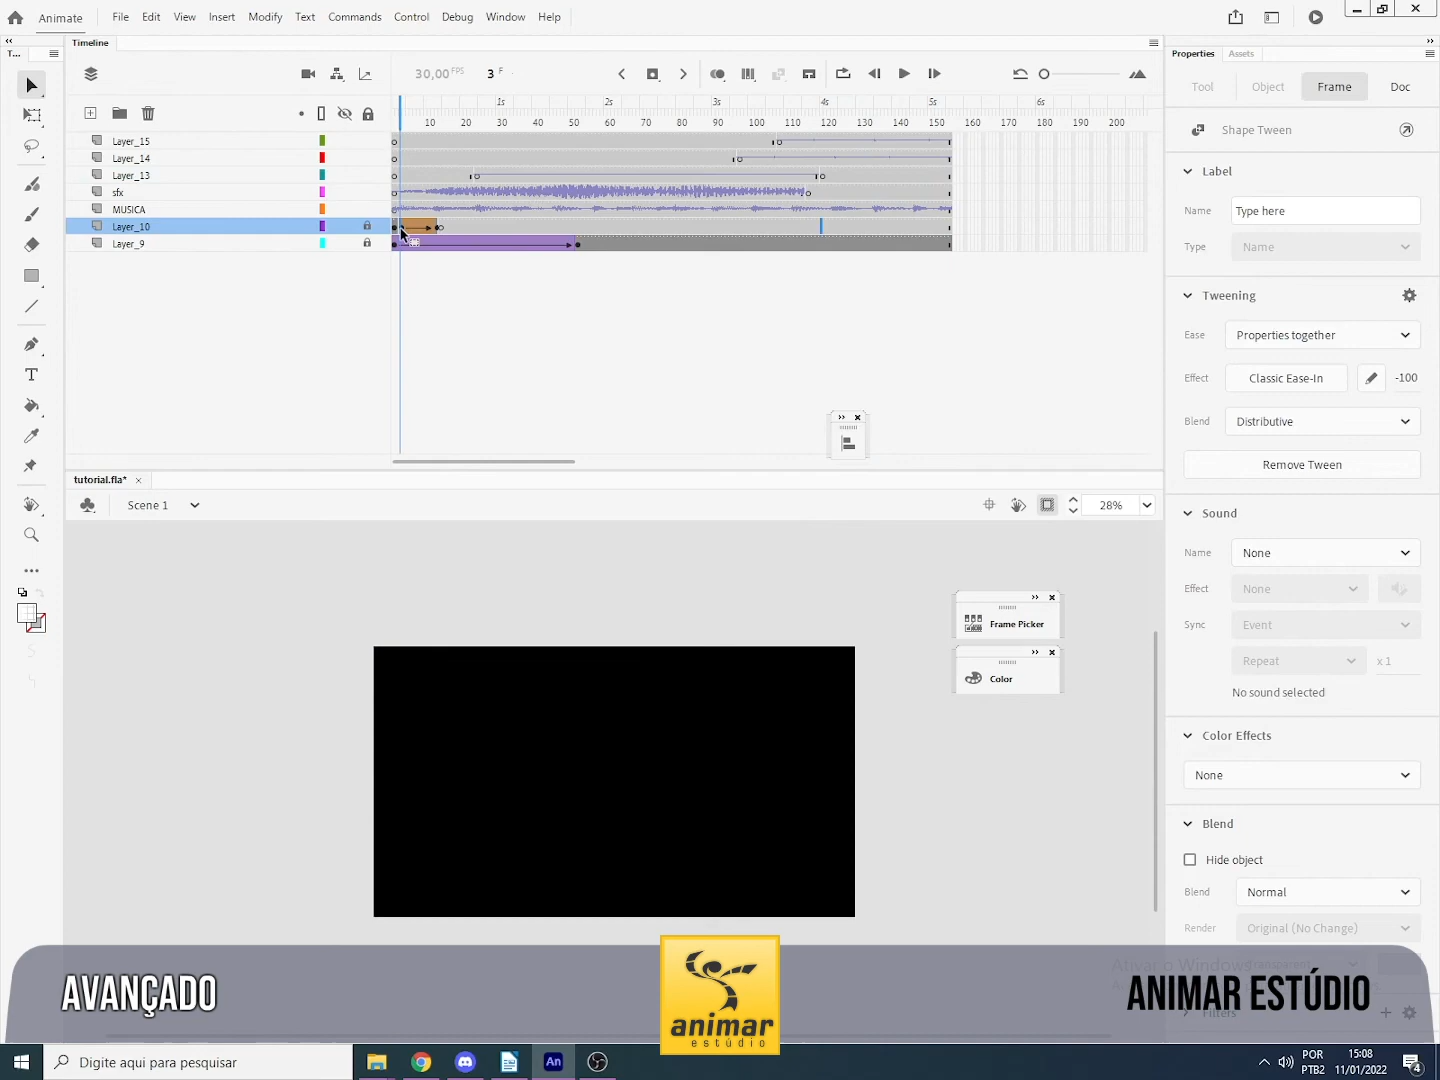 Animate File Edit View Insert Modify Text Commands Control Debug Window Help
T... Timeline
Properties Assets
30,00 FPS 3 F
Tool Object Frame Doc
1s 2s 3s 4s 5s 6s
10 20 30 40 50 60 70 80 90 100 110 120 130 140 150 160 170 180 190 200
Shape Tween
Layer_15
Layer_14
Layer_13
sfx
MUSICA
Layer_10
Layer_9
Label
Name Type here
Type Name
Tweening
Ease Properties together
Effect Classic Ease-In -100
Blend Distributive
Remove Tween
tutorial.fla*
Scene 1
28%
Sound
Name None
Effect None
Sync Event
Repeat x 1
No sound selected
Frame Picker
Color
Color Effects
None
Blend
Hide object
Blend Normal
Render Original (No Change)
Ativar o Windows
Transparent
Filters
AVANÇADO
animar
estúdio
ANIMAR ESTÚDIO
Digite aqui para pesquisar
An
POR
PTB2
15:08
11/01/2022
4